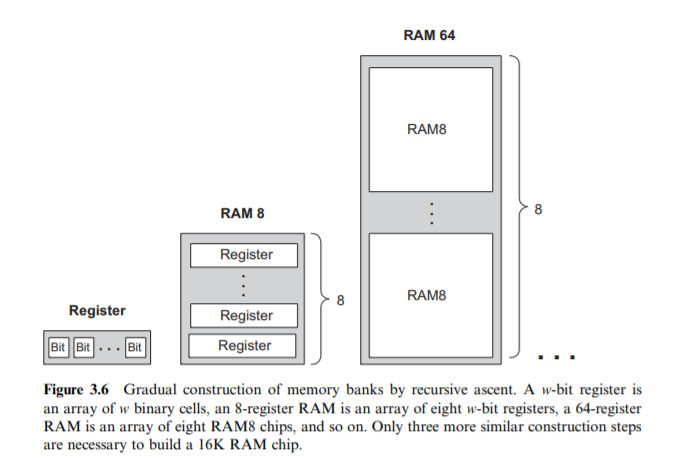 RAM 64
RAM8
⋮
8
RAM 8
Register
⋮
8
Register
Register
RAM8
Register
Bit Bit ... Bit
...
Figure 3.6 Gradual construction of memory banks by recursive ascent. A w-bit register is
an array of w binary cells, an 8-register RAM is an array of eight w-bit registers, a 64-register
RAM is an array of eight RAM8 chips, and so on. Only three more similar construction steps
are necessary to build a 16K RAM chip.